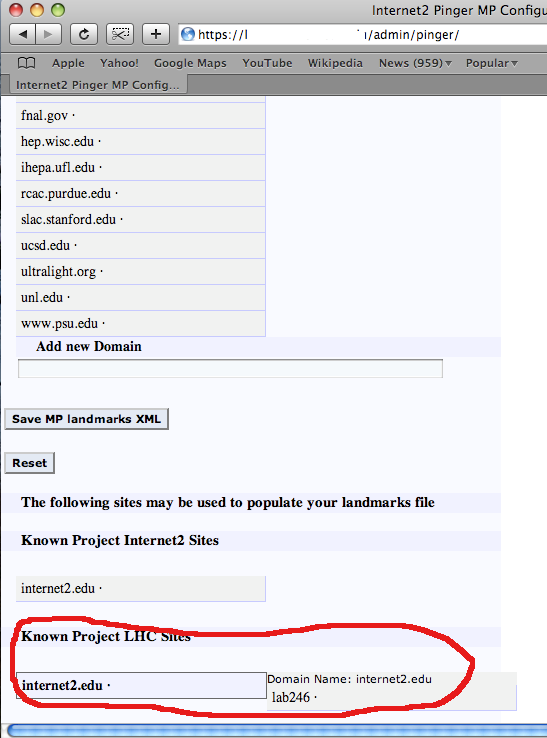 Internet2 Pinger MP Configu
https://l /admin/pinger/
Apple Yahoo! Google Maps YouTube Wikipedia News (959)▾ Popular▾
Internet2 Pinger MP Config...
fnal.gov ·
hep.wisc.edu ·
ihepa.ufl.edu ·
rcac.purdue.edu ·
slac.stanford.edu ·
ucsd.edu ·
ultralight.org ·
unl.edu ·
www.psu.edu ·
Add new Domain
Save MP landmarks XML
Reset
The following sites may be used to populate your landmarks file
Known Project Internet2 Sites
internet2.edu ·
Known Project LHC Sites
internet2.edu · Domain Name: internet2.edu
lab246 ·